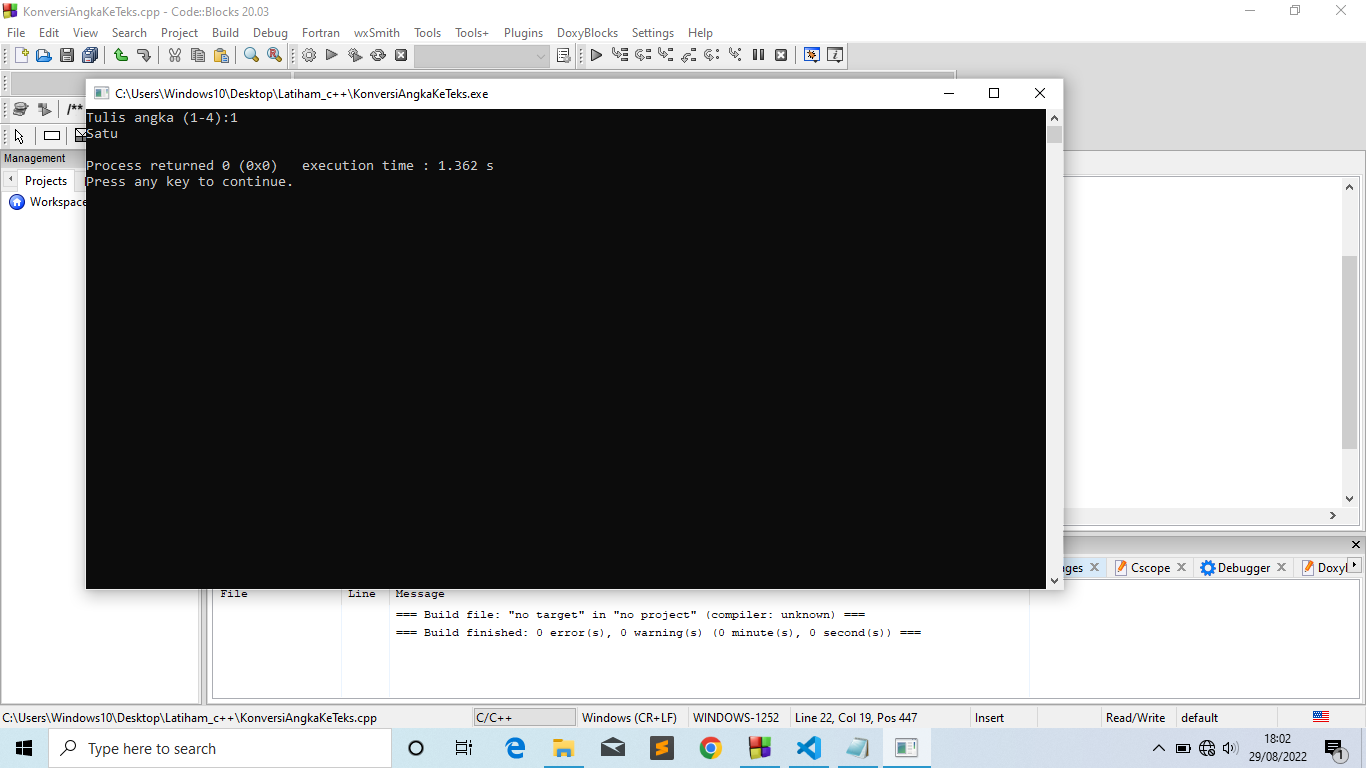 KonversiAngkaKeTeks.cpp - Code::Blocks 20.03
File Edit View Search Project Build Debug Fortran wxSmith Tools Tools+ Plugins DoxyBlocks Settings Help
C:\Users\Windows10\Desktop\Latiham_c++\KonversiAngkaKeTeks.exe
/**
Tulis angka (1-4):1
Satu
Process returned 0 (0x0)   execution time : 1.362 s
Press any key to continue.
Management
Projects
Workspace
Cscope
Debugger
File Line Message
=== Build file: "no target" in "no project" (compiler: unknown) ===
=== Build finished: 0 error(s), 0 warning(s) (0 minute(s), 0 second(s)) ===
C:\Users\Windows10\Desktop\Latiham_c++\KonversiAngkaKeTeks.cpp C/C++ Windows (CR+LF) WINDOWS-1252 Line 22, Col 19, Pos 447 Insert Read/Write default
Type here to search
18:02
29/08/2022
1